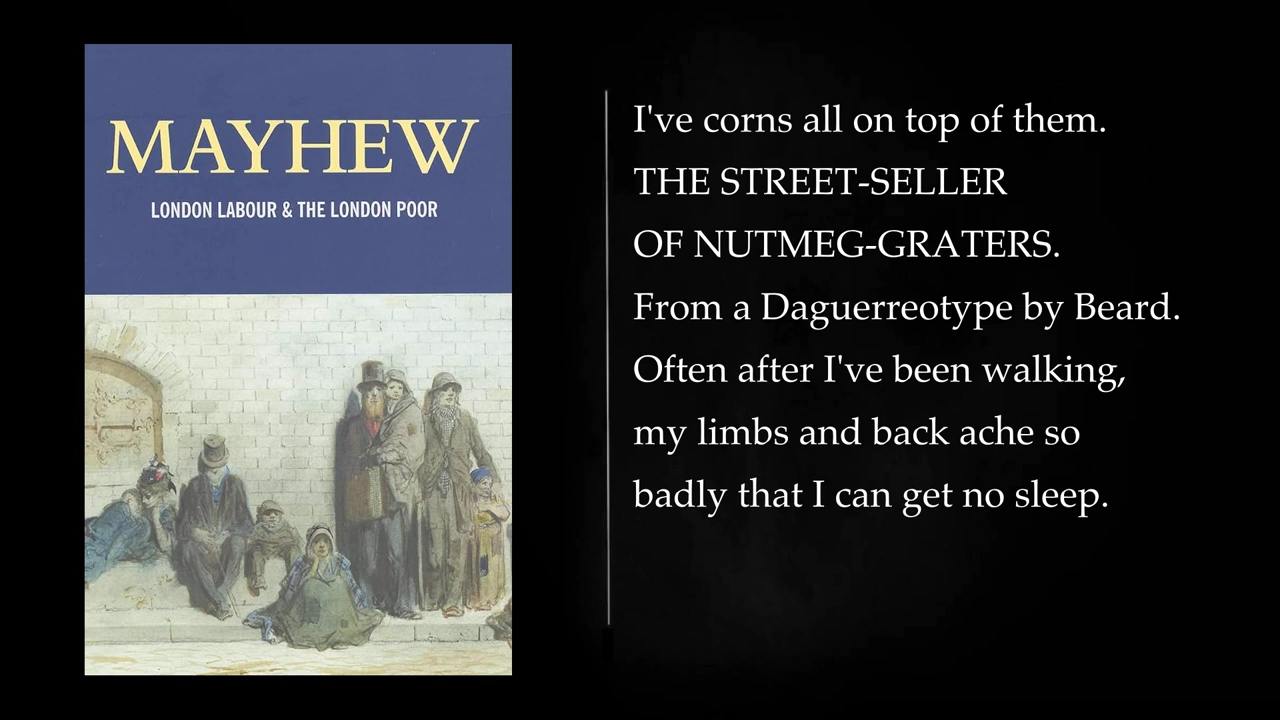 MAYHEW
LONDON LABOUR & THE LONDON POOR
I've corns all on top of them.
THE STREET-SELLER
OF NUTMEG-GRATERS.
From a Daguerreotype by Beard.
Often after I've been walking,
my limbs and back ache so
badly that I can get no sleep.